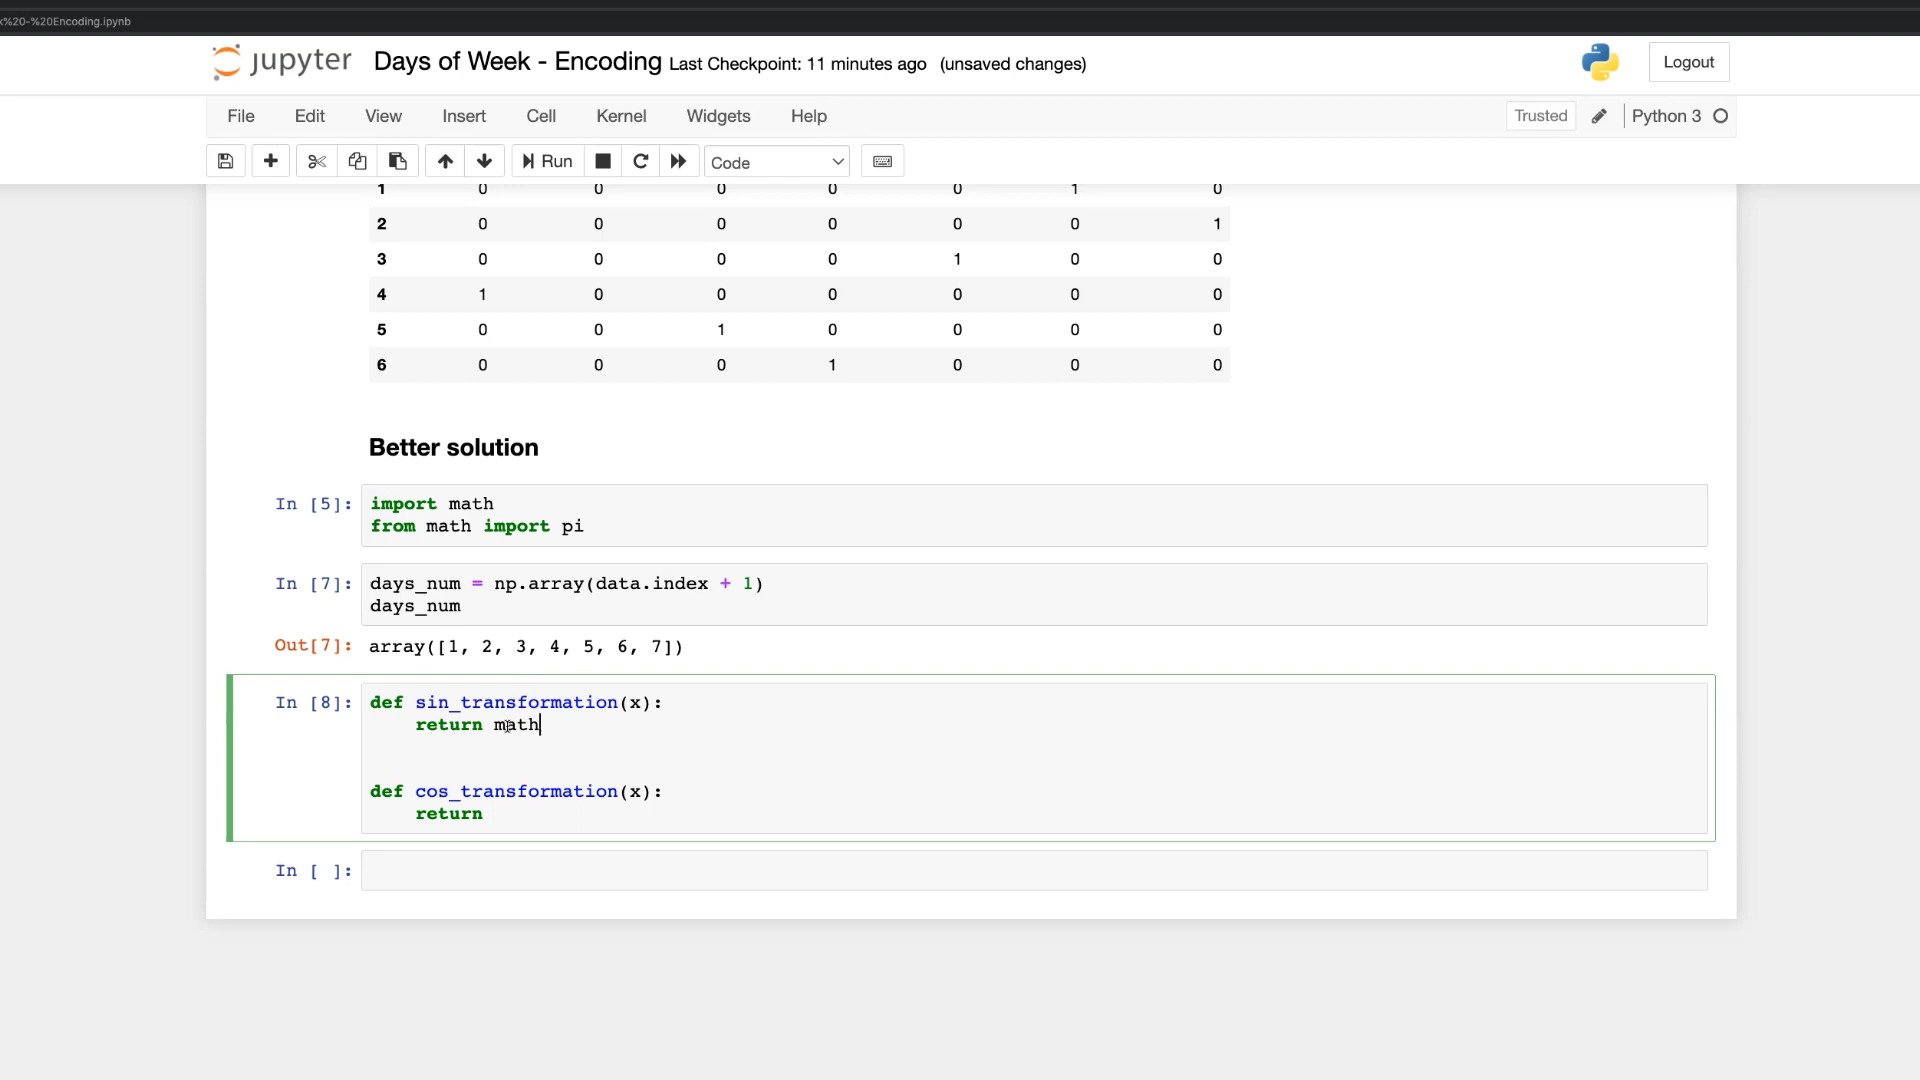 x%20-%20Encoding.ipynb
jupyter Days of Week - Encoding Last Checkpoint: 11 minutes ago (unsaved changes) Logout
File Edit View Insert Cell Kernel Widgets Help Trusted Python 3
Run Code
1 0 0 0 0 0 1 0
2 0 0 0 0 0 0 1
3 0 0 0 0 1 0 0
4 1 0 0 0 0 0 0
5 0 0 1 0 0 0 0
6 0 0 0 1 0 0 0
Better solution
In [5]: import math
from math import pi
In [7]: days_num = np.array(data.index + 1)
days_num
Out[7]: array([1, 2, 3, 4, 5, 6, 7])
In [8]: def sin_transformation(x):
return math
def cos_transformation(x):
return
In [ ]: